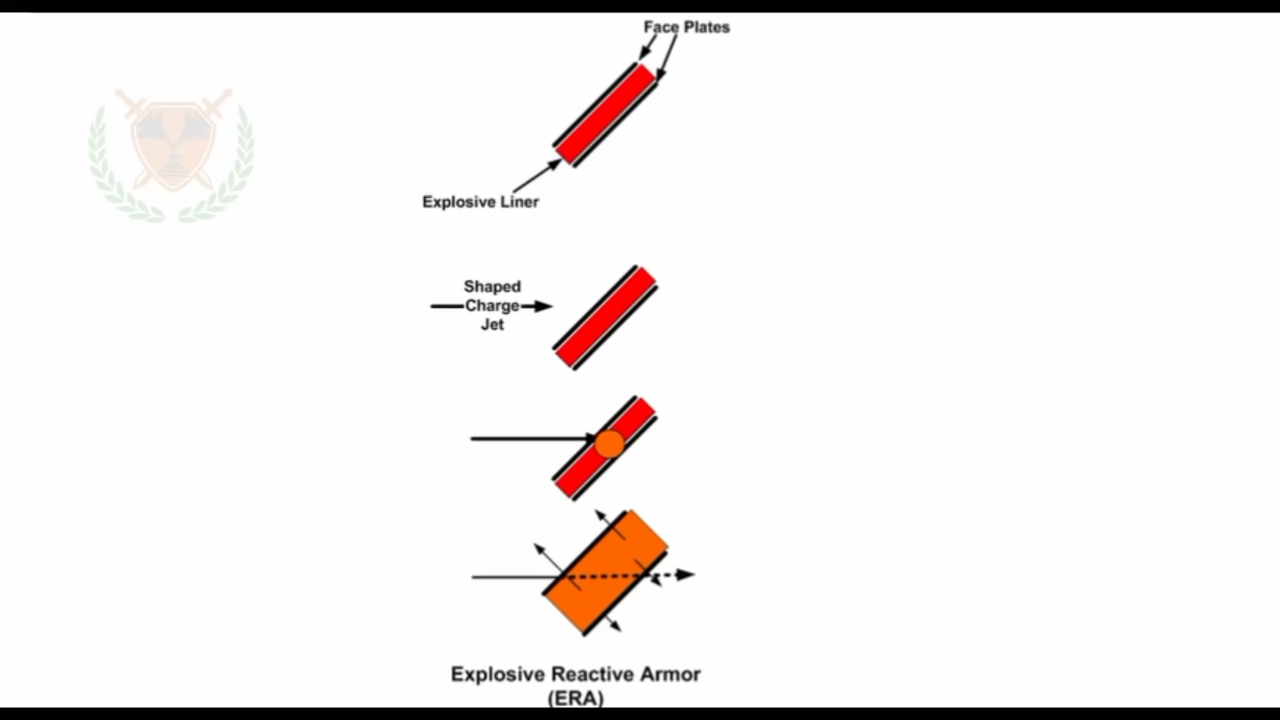 Face Plates
Explosive Liner
Shaped
Charge
Jet
Explosive Reactive Armor
(ERA)